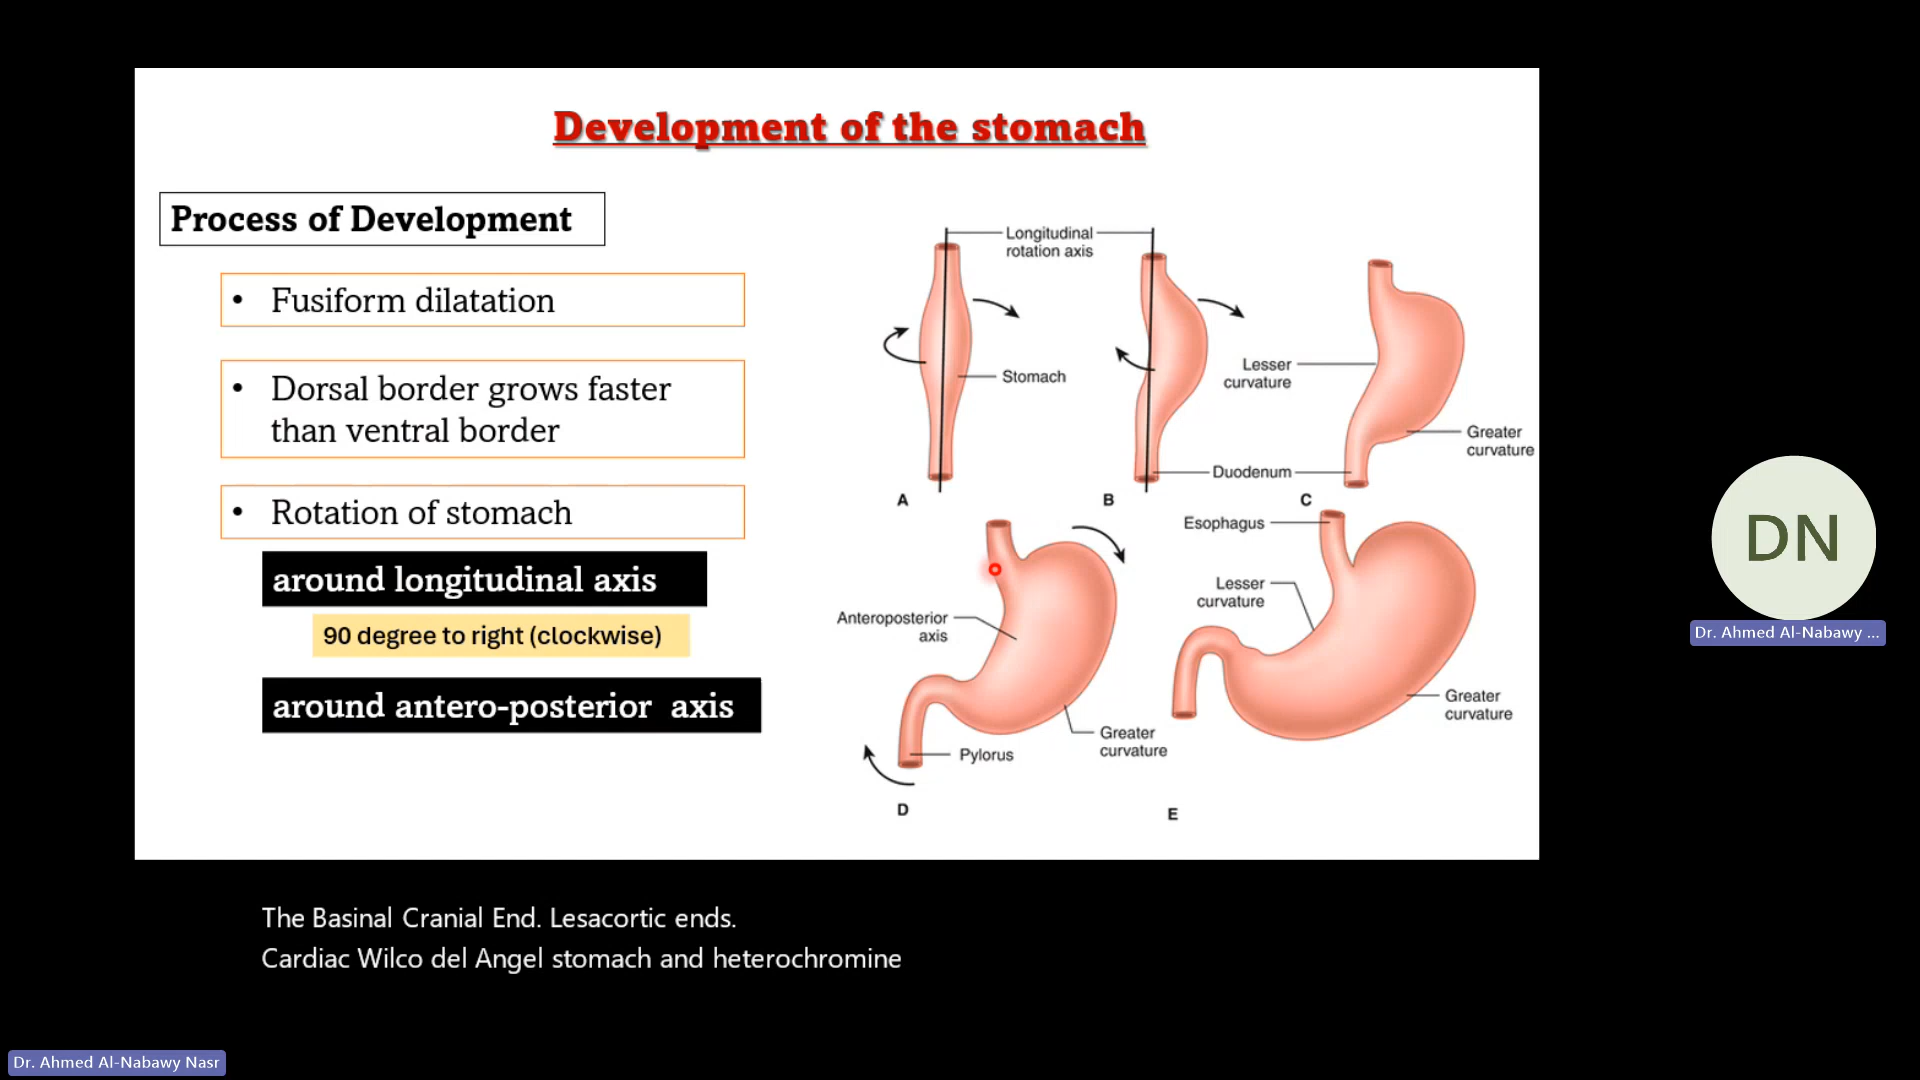 Development of the stomach
Process of Development
• Fusiform dilatation
• Dorsal border grows faster
than ventral border
• Rotation of stomach
around longitudinal axis
90 degree to right (clockwise)
around antero-posterior axis
Longitudinal
rotation axis
Stomach
Lesser
curvature
Greater
curvature
Duodenum
A
B
C
Esophagus
Anteroposterior
axis
Lesser
curvature
Greater
curvature
Pylorus
Greater
curvature
D
E
DN
Dr. Ahmed Al-Nabawy ...
The Basinal Cranial End. Lesacortic ends.
Cardiac Wilco del Angel stomach and heterochromine
Dr. Ahmed Al-Nabawy Nasr